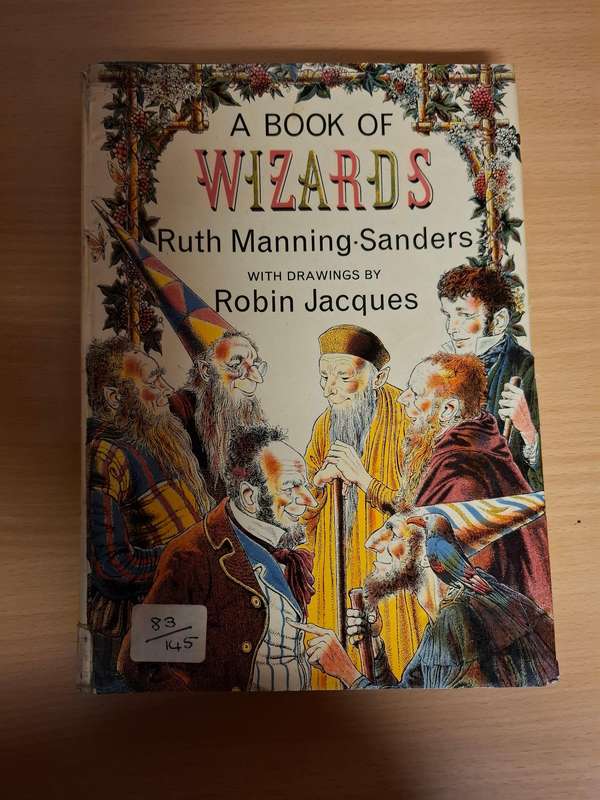 A BOOK OF
WIZARDS
Ruth Manning-Sanders
WITH DRAWINGS BY
Robin Jacques
83/145